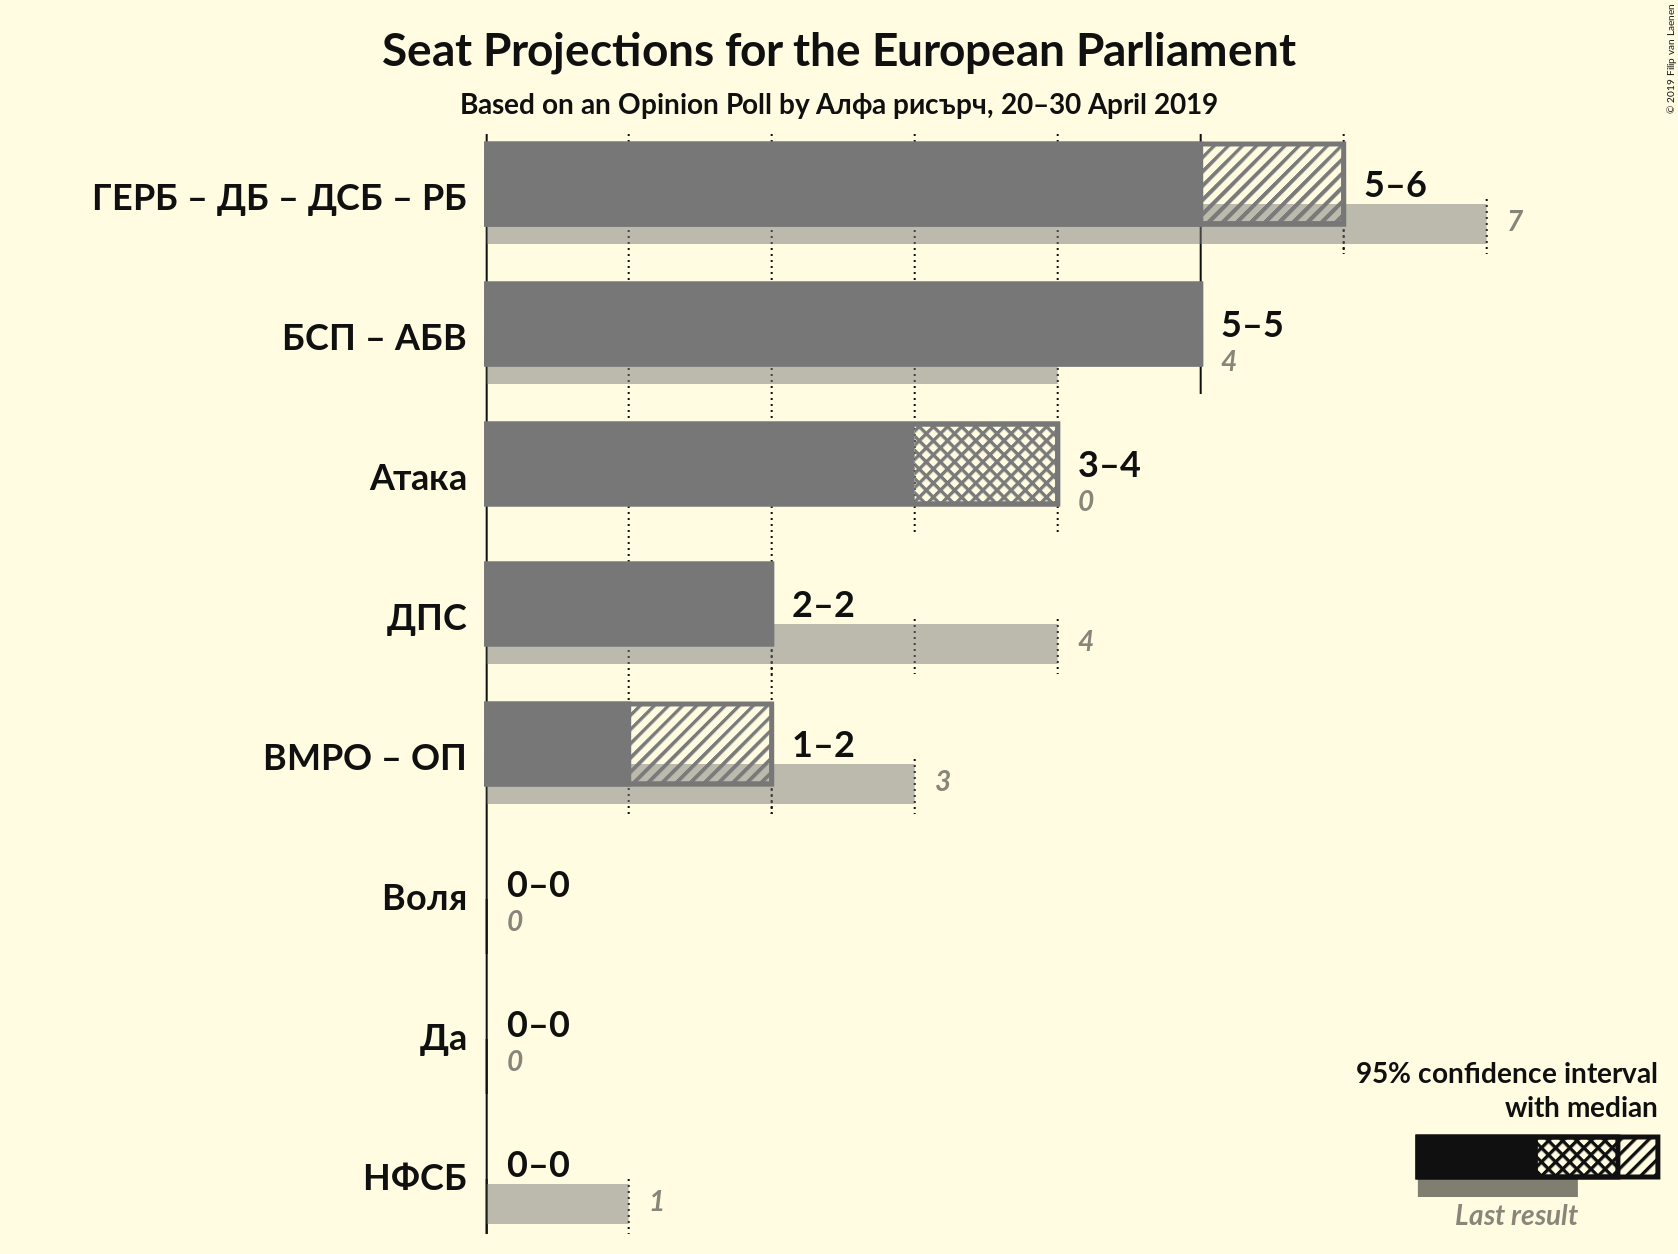 Seat Projections for the European Parliament
Based on an Opinion Poll by Алфа рисърч, 20–30 April 2019
© 2019 Filip van Laenen
ГЕРБ – ДБ – ДСБ – РБ
5–6
7
БСП – АБВ
5–5
4
Атака
3–4
0
ДПС
2–2
4
ВМРО – ОП
1–2
3
Воля
0–0
0
Да
0–0
0
НФСБ
0–0
1
95% confidence interval
with median
Last result